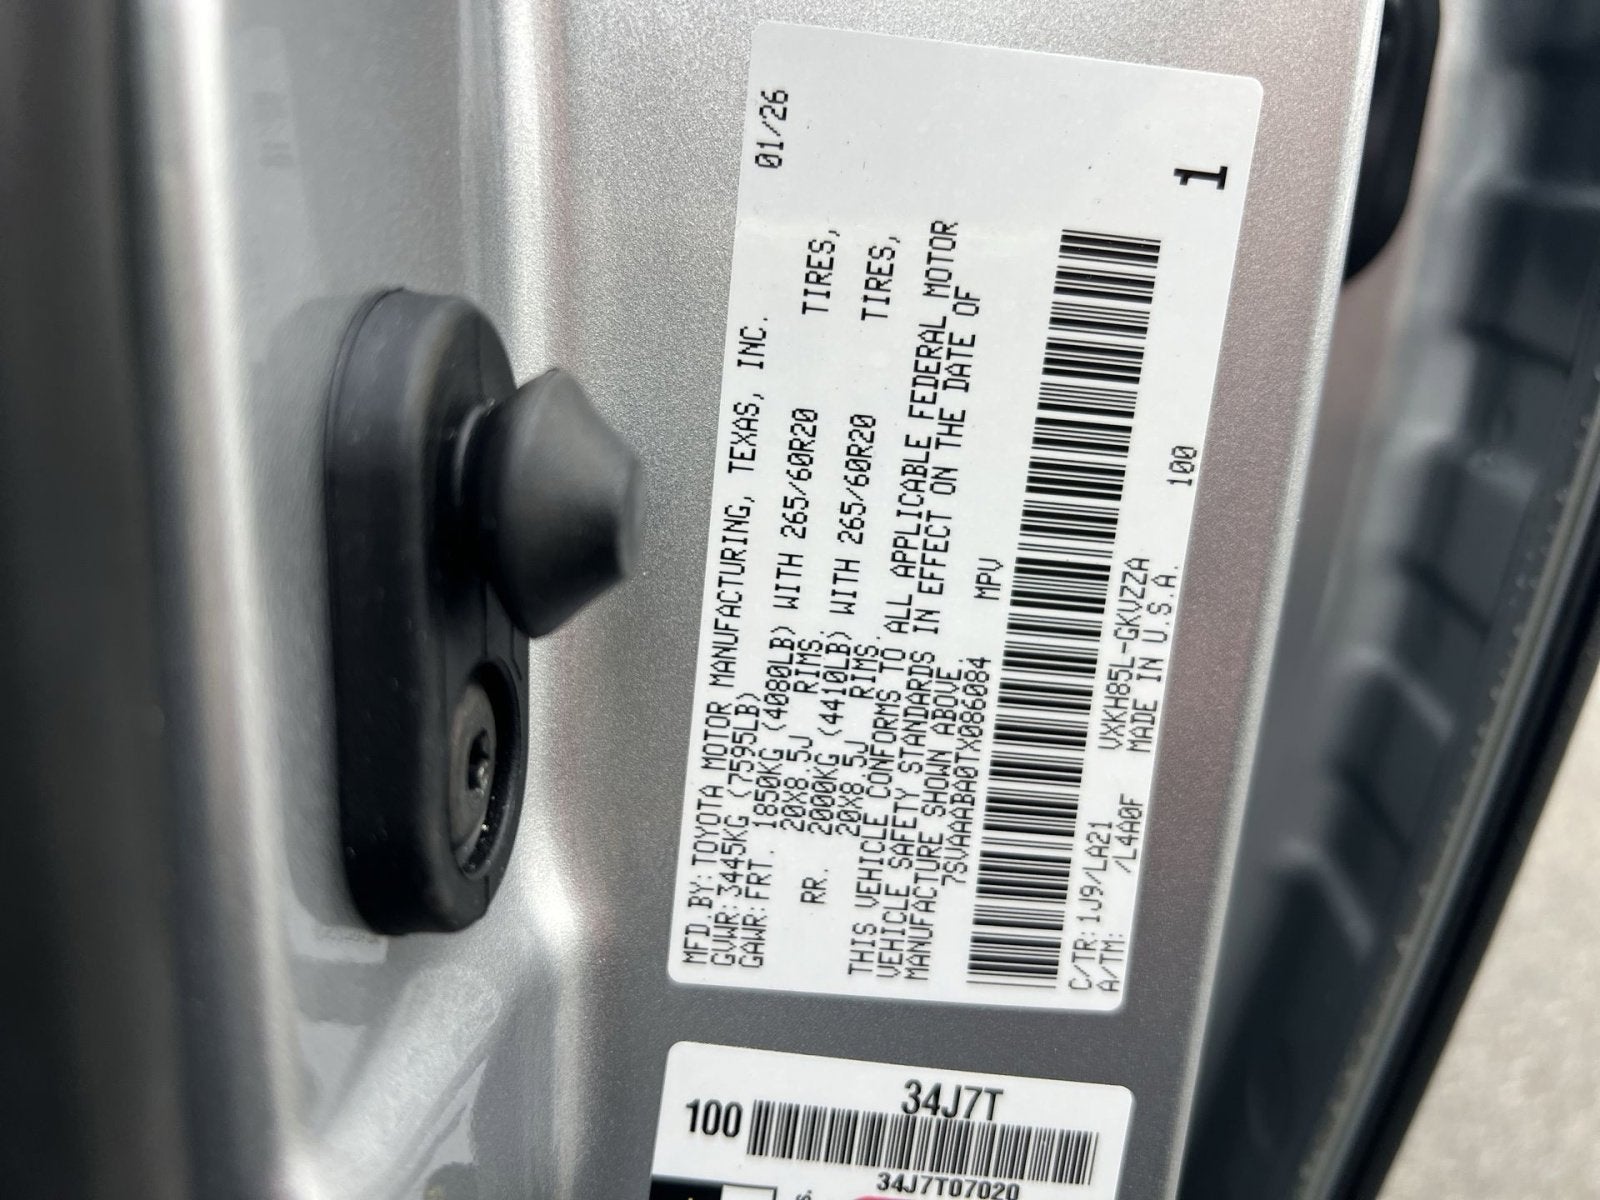 MFD.BY:TOYOTA MOTOR MANUFACTURING, TEXAS, INC. 01/26
GVWR:3445KG (7595LB)
GAWR:FRT. 1850KG (4080LB) WITH 265/60R20 TIRES,
20X8.5J RIMS.
RR. 2000KG (4410LB) WITH 265/60R20 TIRES,
20X8.5J RIMS.
THIS VEHICLE CONFORMS TO ALL APPLICABLE FEDERAL MOTOR
VEHICLE SAFETY STANDARDS IN EFFECT ON THE DATE OF
MANUFACTURE SHOWN ABOVE.
7SVAAABA0TX086084 MPV
C/TR:1J9/LA21 VXKH85L-GKVZZA 100 1
A/TM: /L4A0F MADE IN U.S.A.
34J7T
100
34J7T07020